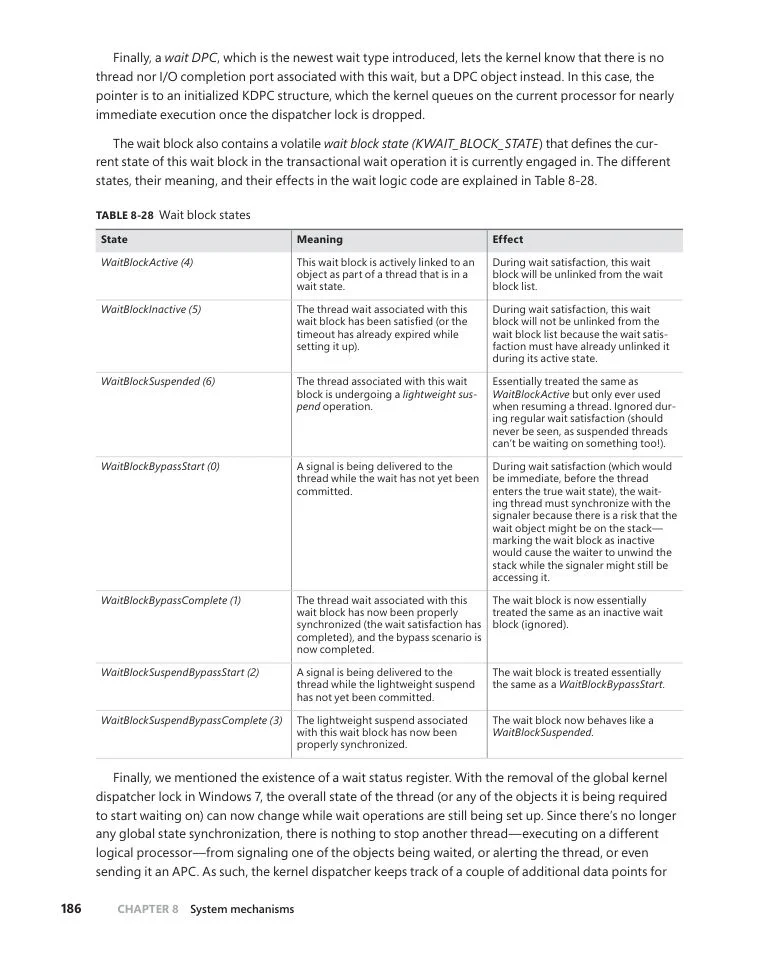 Finally, a wait DPC, which is the newest wait type introduced, lets the kernel know that there is no
thread nor I/O completion port associated with this wait, but a DPC object instead. In this case, the
pointer is to an initialized KDPC structure, which the kernel queues on the current processor for nearly
immediate execution once the dispatcher lock is dropped.
The wait block also contains a volatile wait block state (KWAIT_BLOCK_STATE) that defines the cur-
rent state of this wait block in the transactional wait operation it is currently engaged in. The different
states, their meaning, and their effects in the wait logic code are explained in Table 8-28.
TABLE 8-28 Wait block states
State
Meaning
Effect
WaitBlockActive (4)
This wait block is actively linked to an
object as part of a thread that is in a
wait state.
During wait satisfaction, this wait
block will be unlinked from the wait
block list.
WaitBlockInactive (5)
The thread wait associated with this
wait block has been satisfied (or the
timeout has already expired while
setting it up).
During wait satisfaction, this wait
block will not be unlinked from the
wait block list because the wait satis-
faction must have already unlinked it
during its active state.
WaitBlockSuspended (6)
The thread associated with this wait
block is undergoing a lightweight sus-
pend operation.
Essentially treated the same as
WaitBlockActive but only ever used
when resuming a thread. Ignored dur-
ing regular wait satisfaction (should
never be seen, as suspended threads
can't be waiting on something too!).
WaitBlockBypassStart (0)
A signal is being delivered to the
thread while the wait has not yet been
committed.
During wait satisfaction (which would
be immediate, before the thread
enters the true wait state), the wait-
ing thread must synchronize with the
signaler because there is a risk that the
wait object might be on the stack—
marking the wait block as inactive
would cause the waiter to unwind the
stack while the signaler might still be
accessing it.
WaitBlockBypassComplete (1)
The thread wait associated with this
wait block has now been properly
synchronized (the wait satisfaction has
completed), and the bypass scenario is
now completed.
The wait block is now essentially
treated the same as an inactive wait
block (ignored).
WaitBlockSuspendBypassStart (2)
A signal is being delivered to the
thread while the lightweight suspend
has not yet been committed.
The wait block is treated essentially
the same as a WaitBlockBypassStart.
WaitBlockSuspendBypassComplete (3)
The lightweight suspend associated
with this wait block has now been
properly synchronized.
The wait block now behaves like a
WaitBlockSuspended.
Finally, we mentioned the existence of a wait status register. With the removal of the global kernel
dispatcher lock in Windows 7, the overall state of the thread (or any of the objects it is being required
to start waiting on) can now change while wait operations are still being set up. Since there's no longer
any global state synchronization, there is nothing to stop another thread—executing on a different
logical processor—from signaling one of the objects being waited, or alerting the thread, or even
sending it an APC. As such, the kernel dispatcher keeps track of a couple of additional data points for
186 CHAPTER 8 System mechanisms